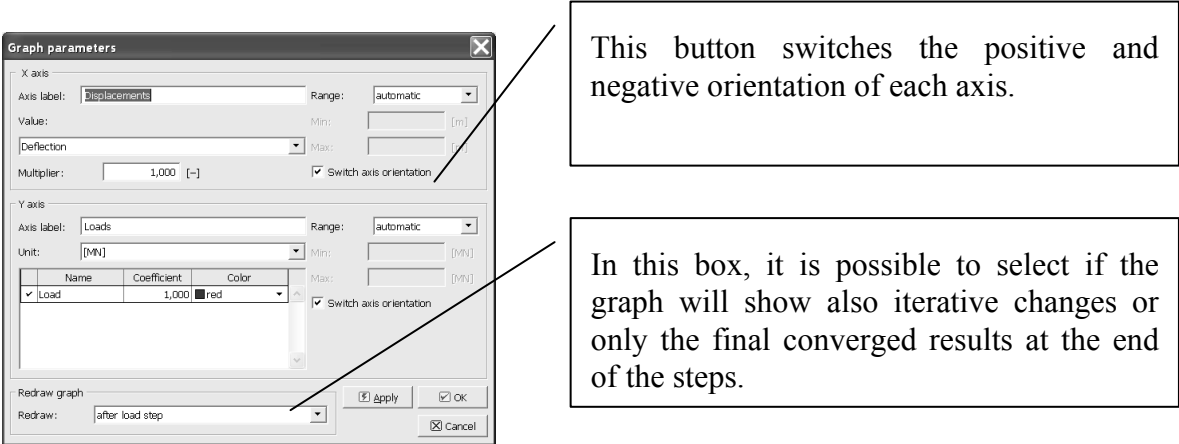 Graph parameters
X axis
Axis label: Displacements Range: automatic
Value: Min: [m]
Deflection Max: [m]
Multiplier: 1,000 [-] Switch axis orientation
Y axis
Axis label: Loads Range: automatic
Unit: [MN] Min: [MN]
Name Coefficient Color Max: [MN]
Load 1,000 red
Switch axis orientation
Redraw graph
Redraw: after load step
Apply OK
Cancel
This button switches the positive and
negative orientation of each axis.
In this box, it is possible to select if the
graph will show also iterative changes or
only the final converged results at the end
of the steps.